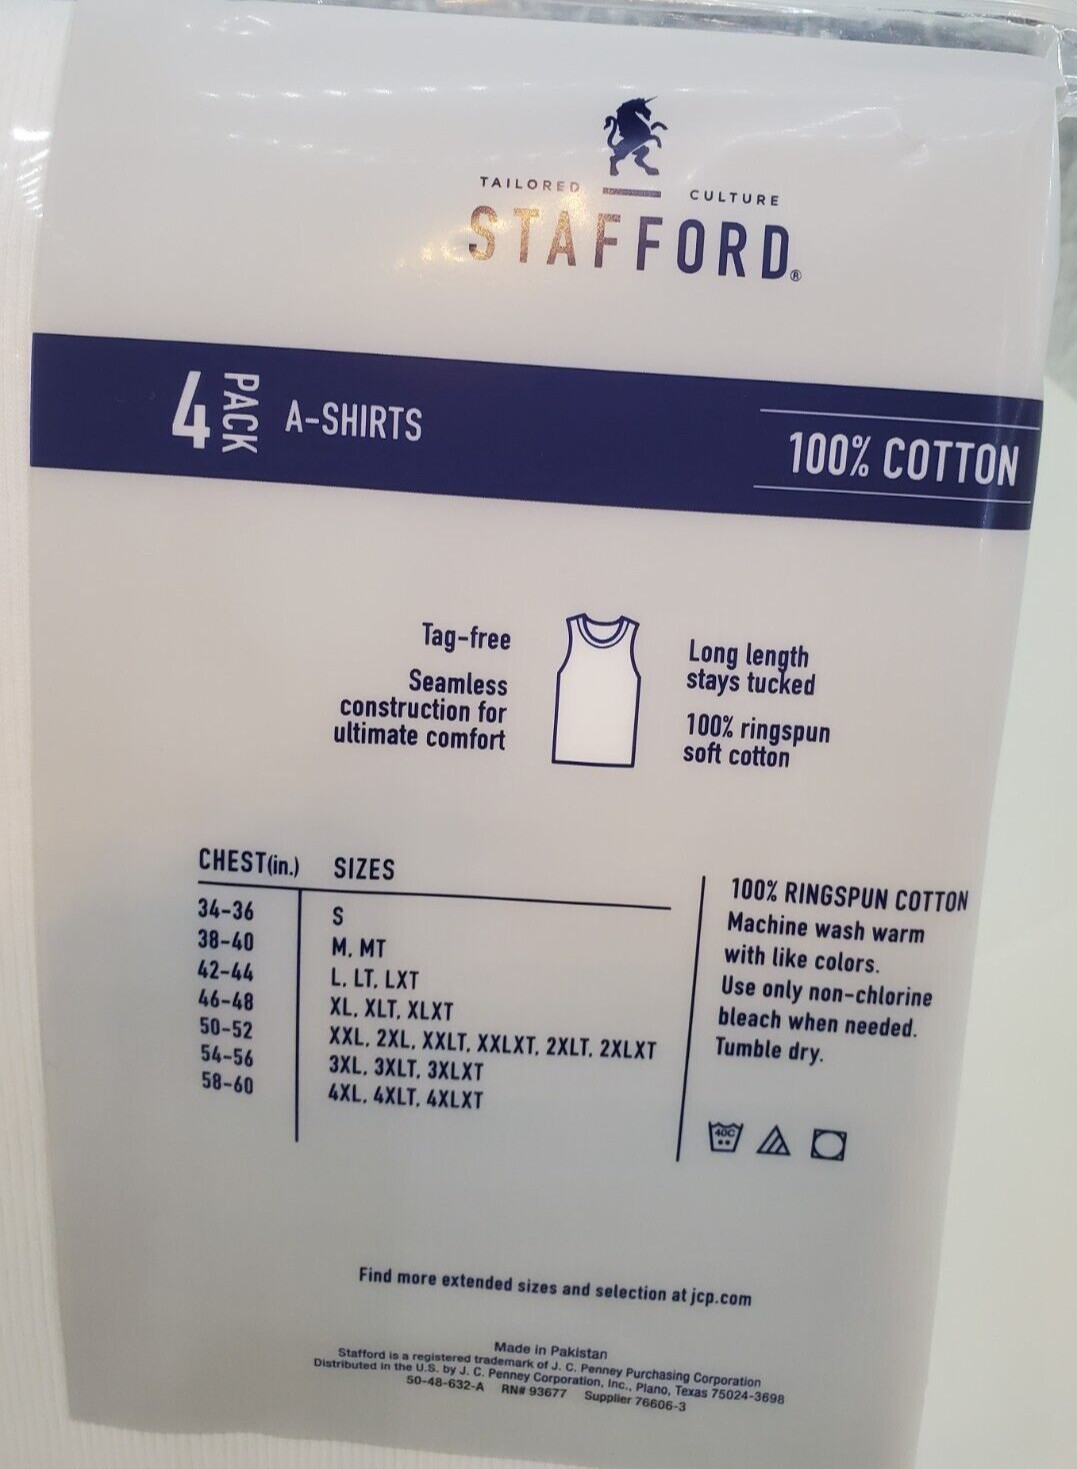 TAILORED CULTURE
STAFFORD®
4 PACK A-SHIRTS
100% COTTON
Tag-free
Seamless
construction for
ultimate comfort
Long length
stays tucked
100% ringspun
soft cotton
CHEST(in.) SIZES
34-36 S
38-40 M, MT
42-44 L, LT, LXT
46-48 XL, XLT, XLXT
50-52 XXL, 2XL, XXLT, XXLXT, 2XLT, 2XLXT
54-56 3XL, 3XLT, 3XLXT
58-60 4XL, 4XLT, 4XLXT
100% RINGSPUN COTTON
Machine wash warm
with like colors.
Use only non-chlorine
bleach when needed.
Tumble dry.
40C
Find more extended sizes and selection at jcp.com
Made in Pakistan
Stafford is a registered trademark of J. C. Penney Purchasing Corporation
Distributed in the U.S. by J. C. Penney Corporation, Inc., Plano, Texas 75024-3698
50-48-632-A RN# 93677 Supplier 76606-3